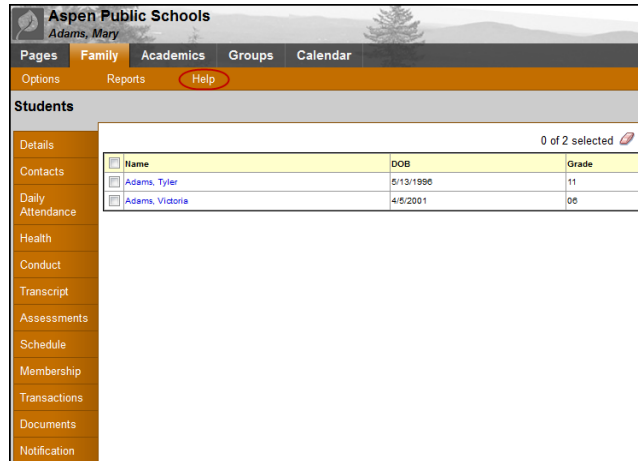 Aspen Public Schools
Adams, Mary
Pages Family Academics Groups Calendar
Options Reports Help
Students
0 of 2 selected
Name DOB Grade
Adams, Tyler 5/13/1996 11
Adams, Victoria 4/5/2001 06
Details
Contacts
Daily
Attendance
Health
Conduct
Transcript
Assessments
Schedule
Membership
Transactions
Documents
Notification